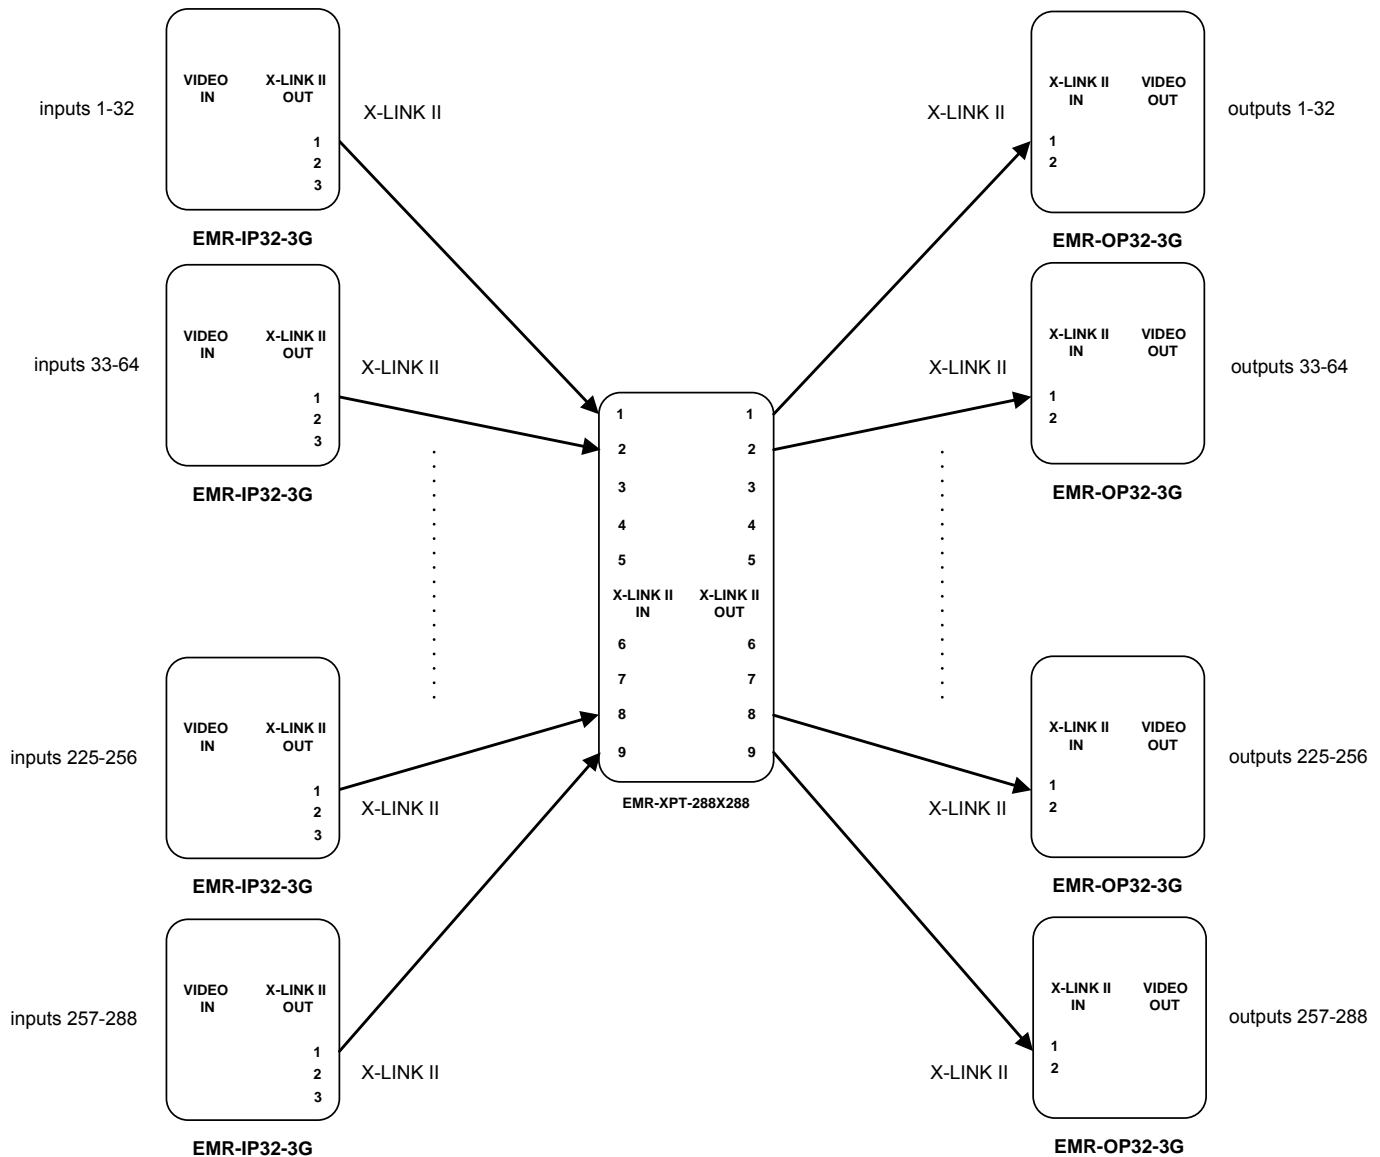 inputs 1-32
VIDEO IN
X-LINK II OUT
1
2
3
EMR-IP32-3G
X-LINK II
inputs 33-64
VIDEO IN
X-LINK II OUT
1
2
3
EMR-IP32-3G
X-LINK II
inputs 225-256
VIDEO IN
X-LINK II OUT
1
2
3
EMR-IP32-3G
X-LINK II
inputs 257-288
VIDEO IN
X-LINK II OUT
1
2
3
EMR-IP32-3G
X-LINK II
1 1
2 2
3 3
4 4
5 5
X-LINK II IN
X-LINK II OUT
6 6
7 7
8 8
9 9
EMR-XPT-288X288
X-LINK II
X-LINK II IN
VIDEO OUT
1
2
EMR-OP32-3G
outputs 1-32
X-LINK II
X-LINK II IN
VIDEO OUT
1
2
EMR-OP32-3G
outputs 33-64
X-LINK II
X-LINK II IN
VIDEO OUT
1
2
EMR-OP32-3G
outputs 225-256
X-LINK II
X-LINK II IN
VIDEO OUT
1
2
EMR-OP32-3G
outputs 257-288